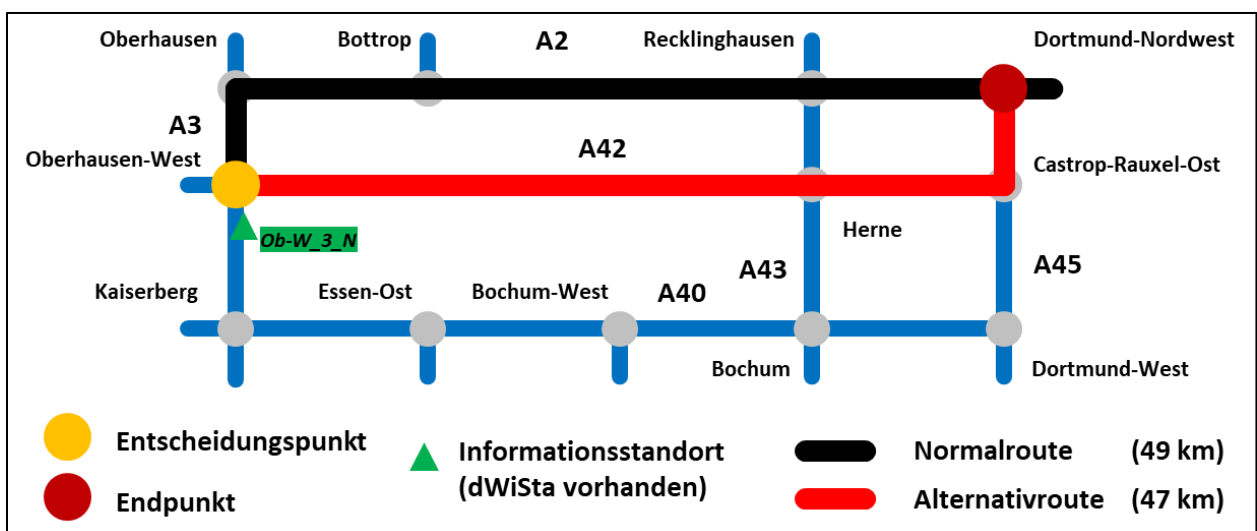 Oberhausen
Bottrop
A2
Recklinghausen
Dortmund-Nordwest
A3
A42
Oberhausen-West
Castrop-Rauxel-Ost
Ob-W_3_N
Herne
A43
A45
Kaiserberg
Essen-Ost
Bochum-West
A40
Bochum
Dortmund-West
Entscheidungspunkt
Endpunkt
Informationsstandort
(dWiSta vorhanden)
Normalroute (49 km)
Alternativroute (47 km)